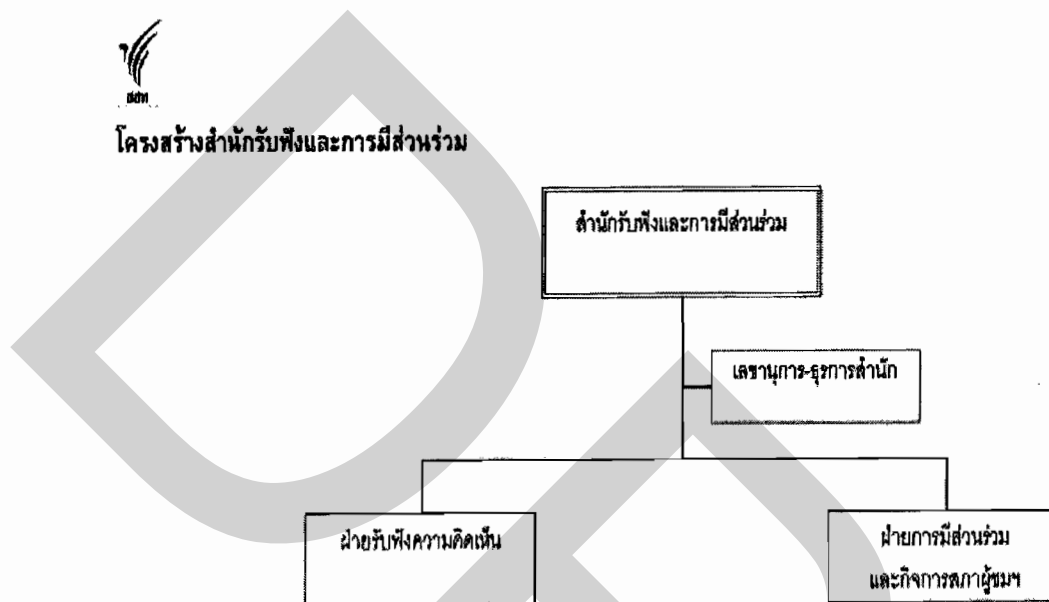 สสท
โครงสร้างสำนักรับฟังและการมีส่วนร่วม
สำนักรับฟังและการมีส่วนร่วม
เลขานุการ-ธุรการสำนัก
ฝ่ายรับฟังความคิดเห็น
ฝ่ายการมีส่วนร่วม
และกิจการสภาผู้ชมฯ